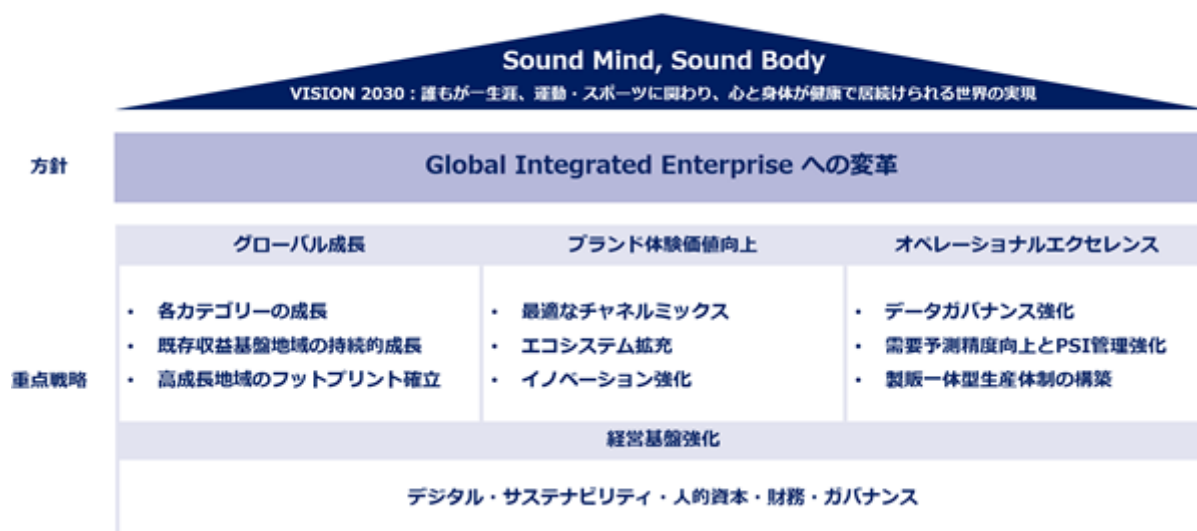 Sound Mind, Sound Body
VISION 2030：誰もが一生涯、運動・スポーツに関わり、心と身体が健康で居続けられる世界の実現
方針
Global Integrated Enterprise への変革
重点戦略
グローバル成長
・ 各カテゴリーの成長
・ 既存収益基盤地域の持続的成長
・ 高成長地域のフットプリント確立
ブランド体験価値向上
・ 最適なチャネルミックス
・ エコシステム拡充
・ イノベーション強化
オペレーショナルエクセレンス
・ データガバナンス強化
・ 需要予測精度向上とPSI管理強化
・ 製販一体型生産体制の構築
経営基盤強化
デジタル・サステナビリティ・人的資本・財務・ガバナンス